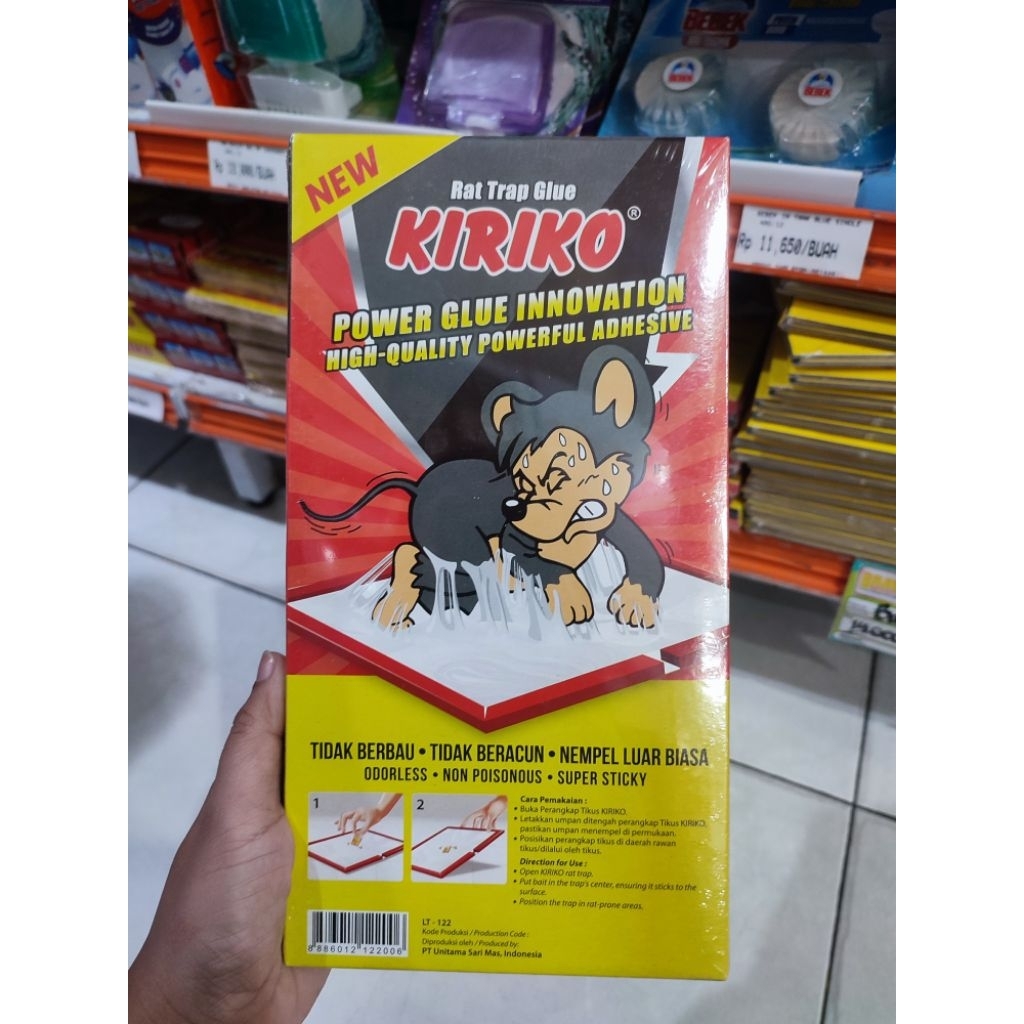 BEBEK
BEBEK
BEBEK
NEW
Rat Trap Glue
KIRIKO®
POWER GLUE INNOVATION
HIGH-QUALITY POWERFUL ADHESIVE
Rp 11,650/BUAH
TIDAK BERBAU • TIDAK BERACUN • NEMPEL LUAR BIASA
ODORLESS • NON POISONOUS • SUPER STICKY
1
2
Cara Pemakaian :
• Buka Perangkap Tikus KIRIKO.
• Letakkan umpan ditengah perangkap Tikus KIRIKO,
pastikan umpan menempel di permukaan.
• Posisikan perangkap tikus di daerah rawan
tikus/dilalui oleh tikus.
Direction for Use :
• Open KIRIKO rat trap.
• Put bait in the trap's center, ensuring it sticks to the
surface.
• Position the trap in rat-prone areas.
LT - 122
Kode Produksi / Production Code :
Diproduksi oleh / Produced by:
PT Unitama Sari Mas, Indonesia
8 886012 122006